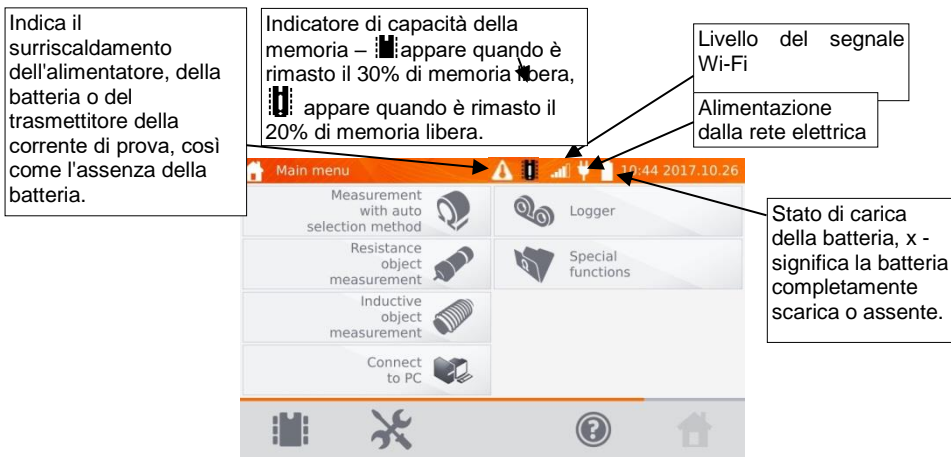 Indica il
surriscaldamento
dell'alimentatore, della
batteria o del
trasmettitore della
corrente di prova, così
come l'assenza della
batteria.
Indicatore di capacità della
memoria – appare quando è
rimasto il 30% di memoria libera,
appare quando è rimasto il
20% di memoria libera.
Livello del segnale
Wi-Fi
Alimentazione
dalla rete elettrica
Main menu
10:44 2017.10.26
Measurement
with auto
selection method
Logger
Resistance
object
measurement
Special
functions
Inductive
object
measurement
Connect
to PC
Stato di carica
della batteria, x -
significa la batteria
completamente
scarica o assente.